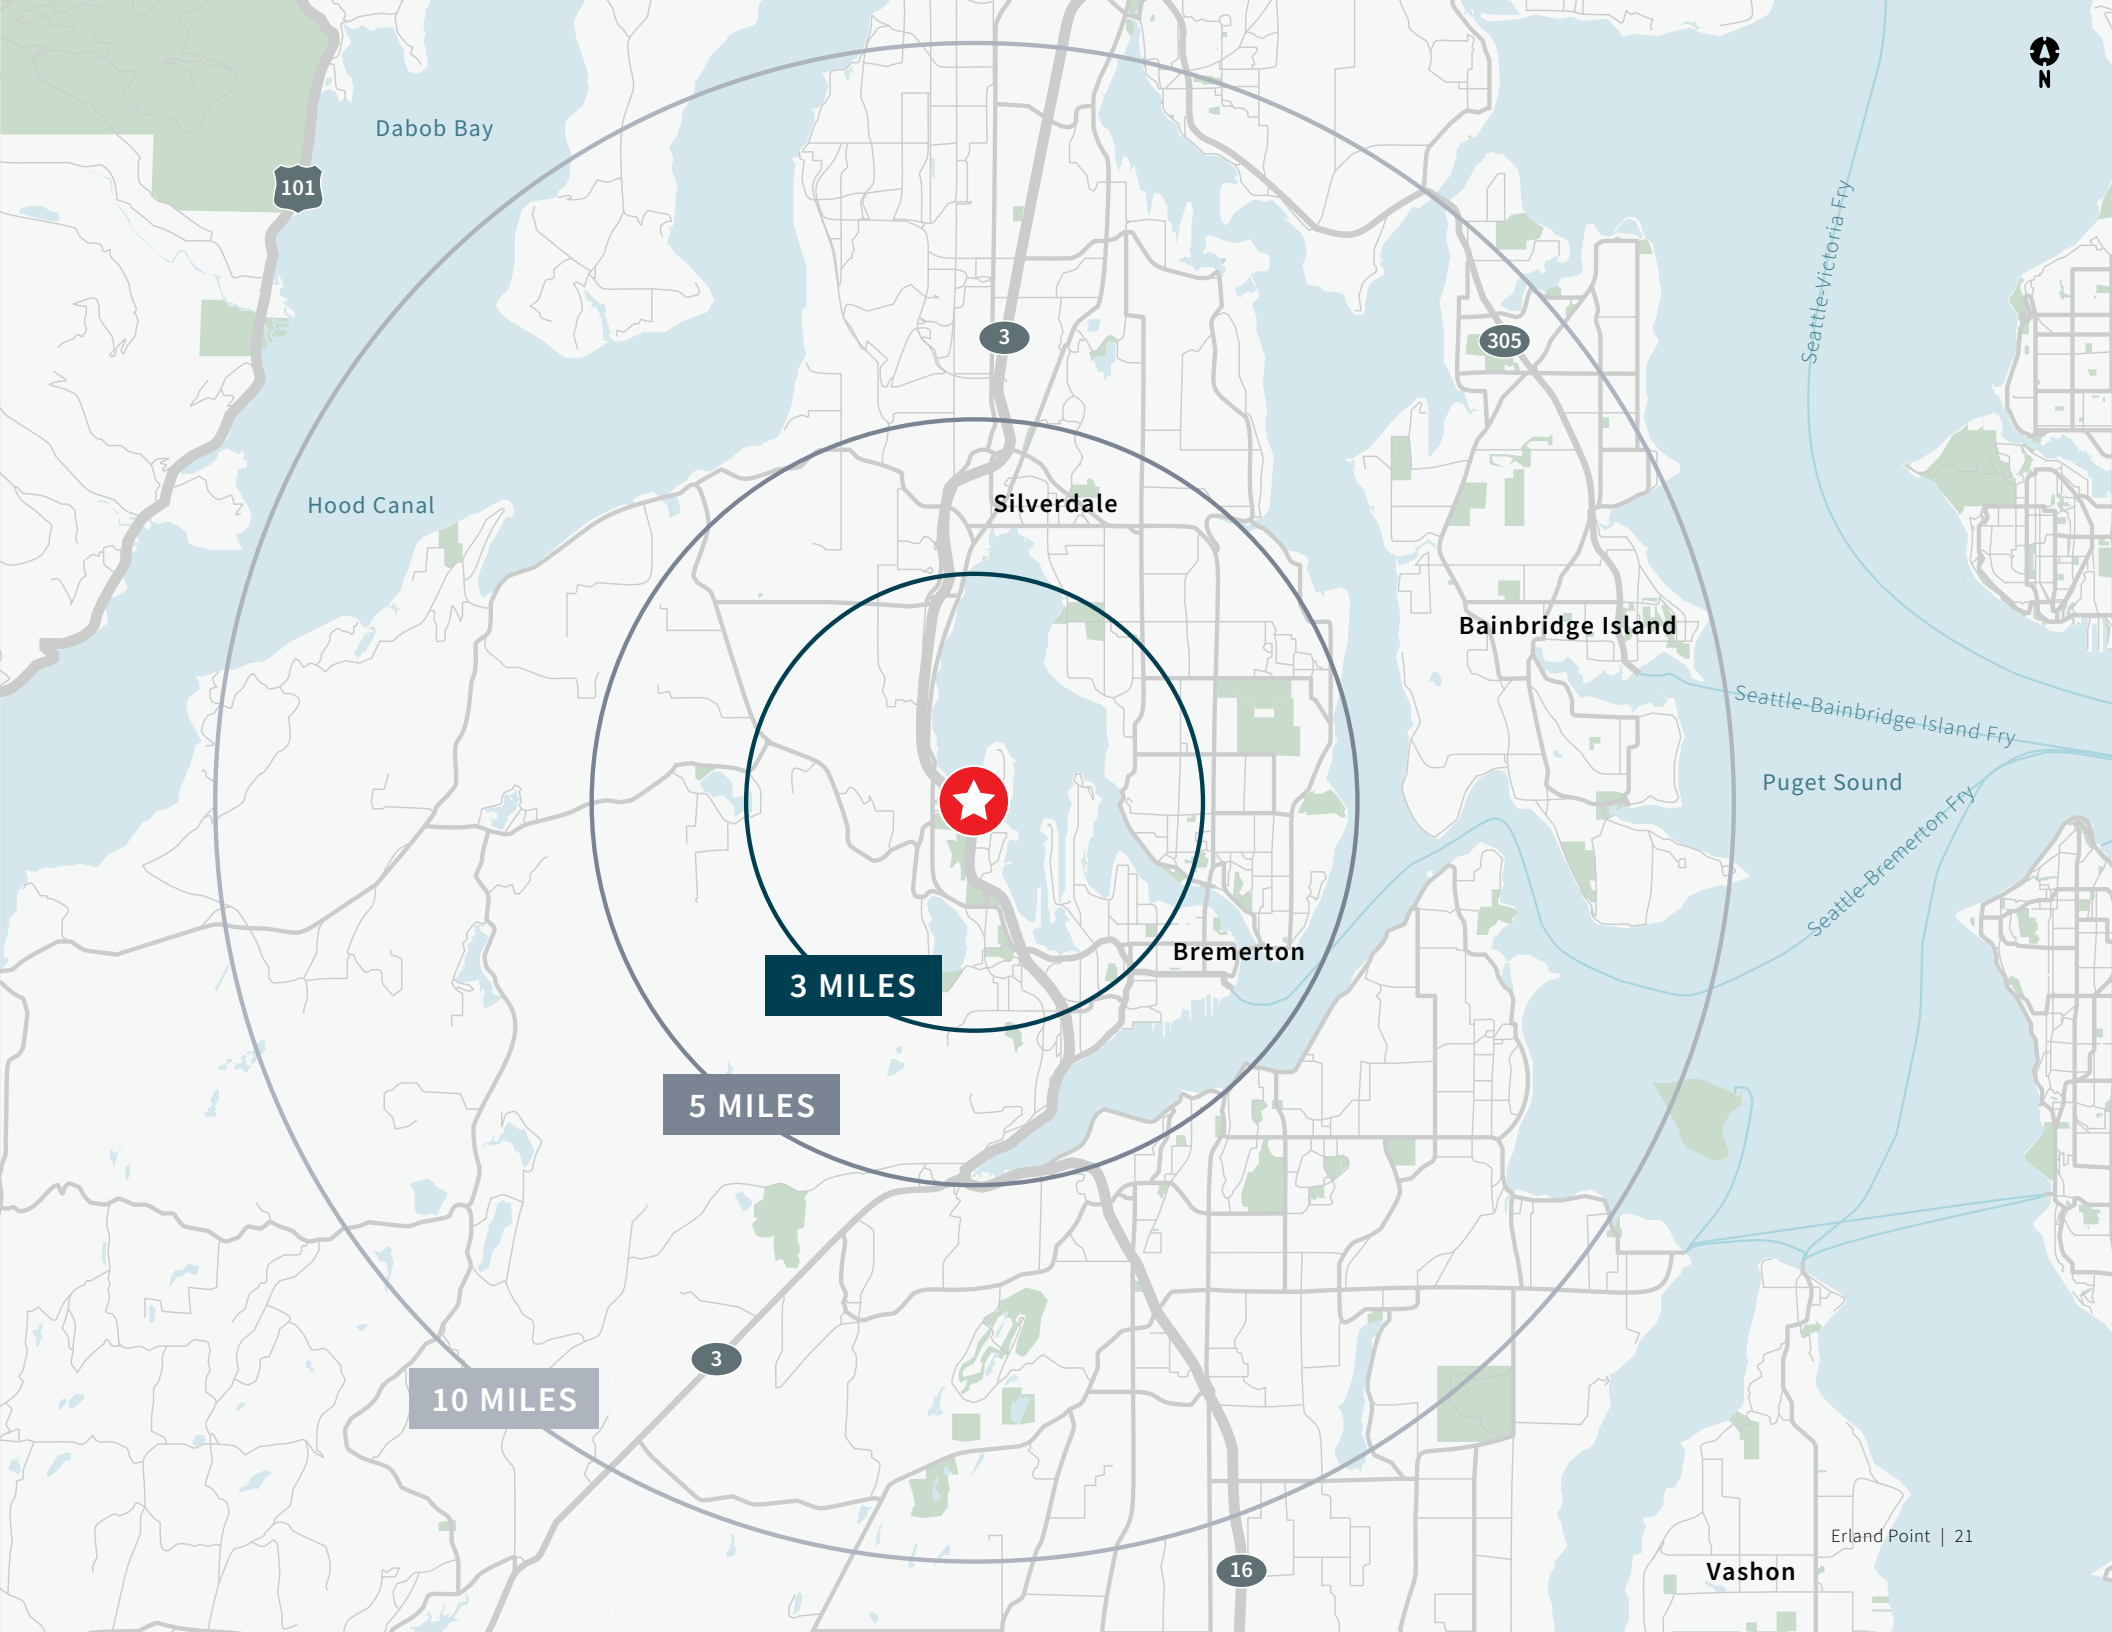 N
Dabob Bay
101
Seattle-Victoria Fry
3
305
Hood Canal
Silverdale
Bainbridge Island
Seattle-Bainbridge Island Fry
Puget Sound
Seattle-Bremerton Fry
Bremerton
3 MILES
5 MILES
3
10 MILES
Erland Point | 21
16
Vashon